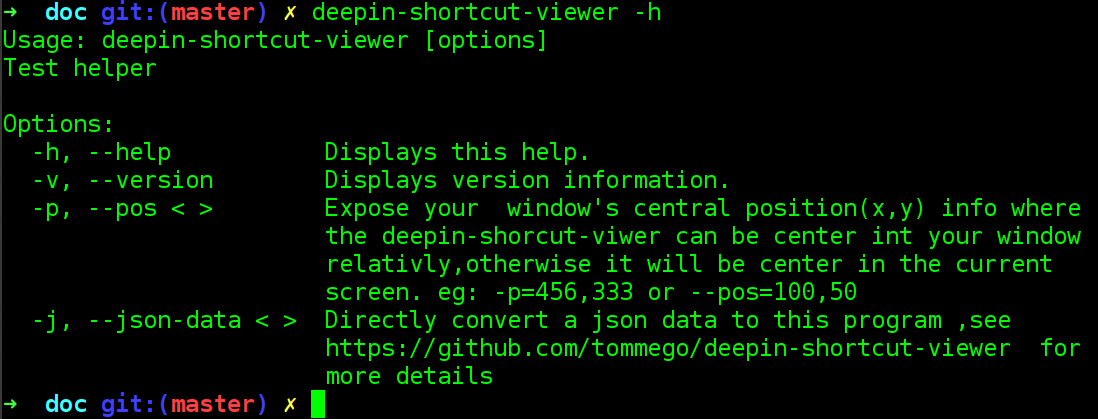 ➜  doc git:(master) ✗ deepin-shortcut-viewer -h
Usage: deepin-shortcut-viewer [options]
Test helper

Options:
  -h, --help           Displays this help.
  -v, --version        Displays version information.
  -p, --pos < >        Expose your  window's central position(x,y) info where
                       the deepin-shorcut-viwer can be center int your window
                       relativly,otherwise it will be center in the current
                       screen. eg: -p=456,333 or --pos=100,50
  -j, --json-data < >  Directly convert a json data to this program ,see
                       https://github.com/tommego/deepin-shortcut-viewer  for
                       more details
➜  doc git:(master) ✗